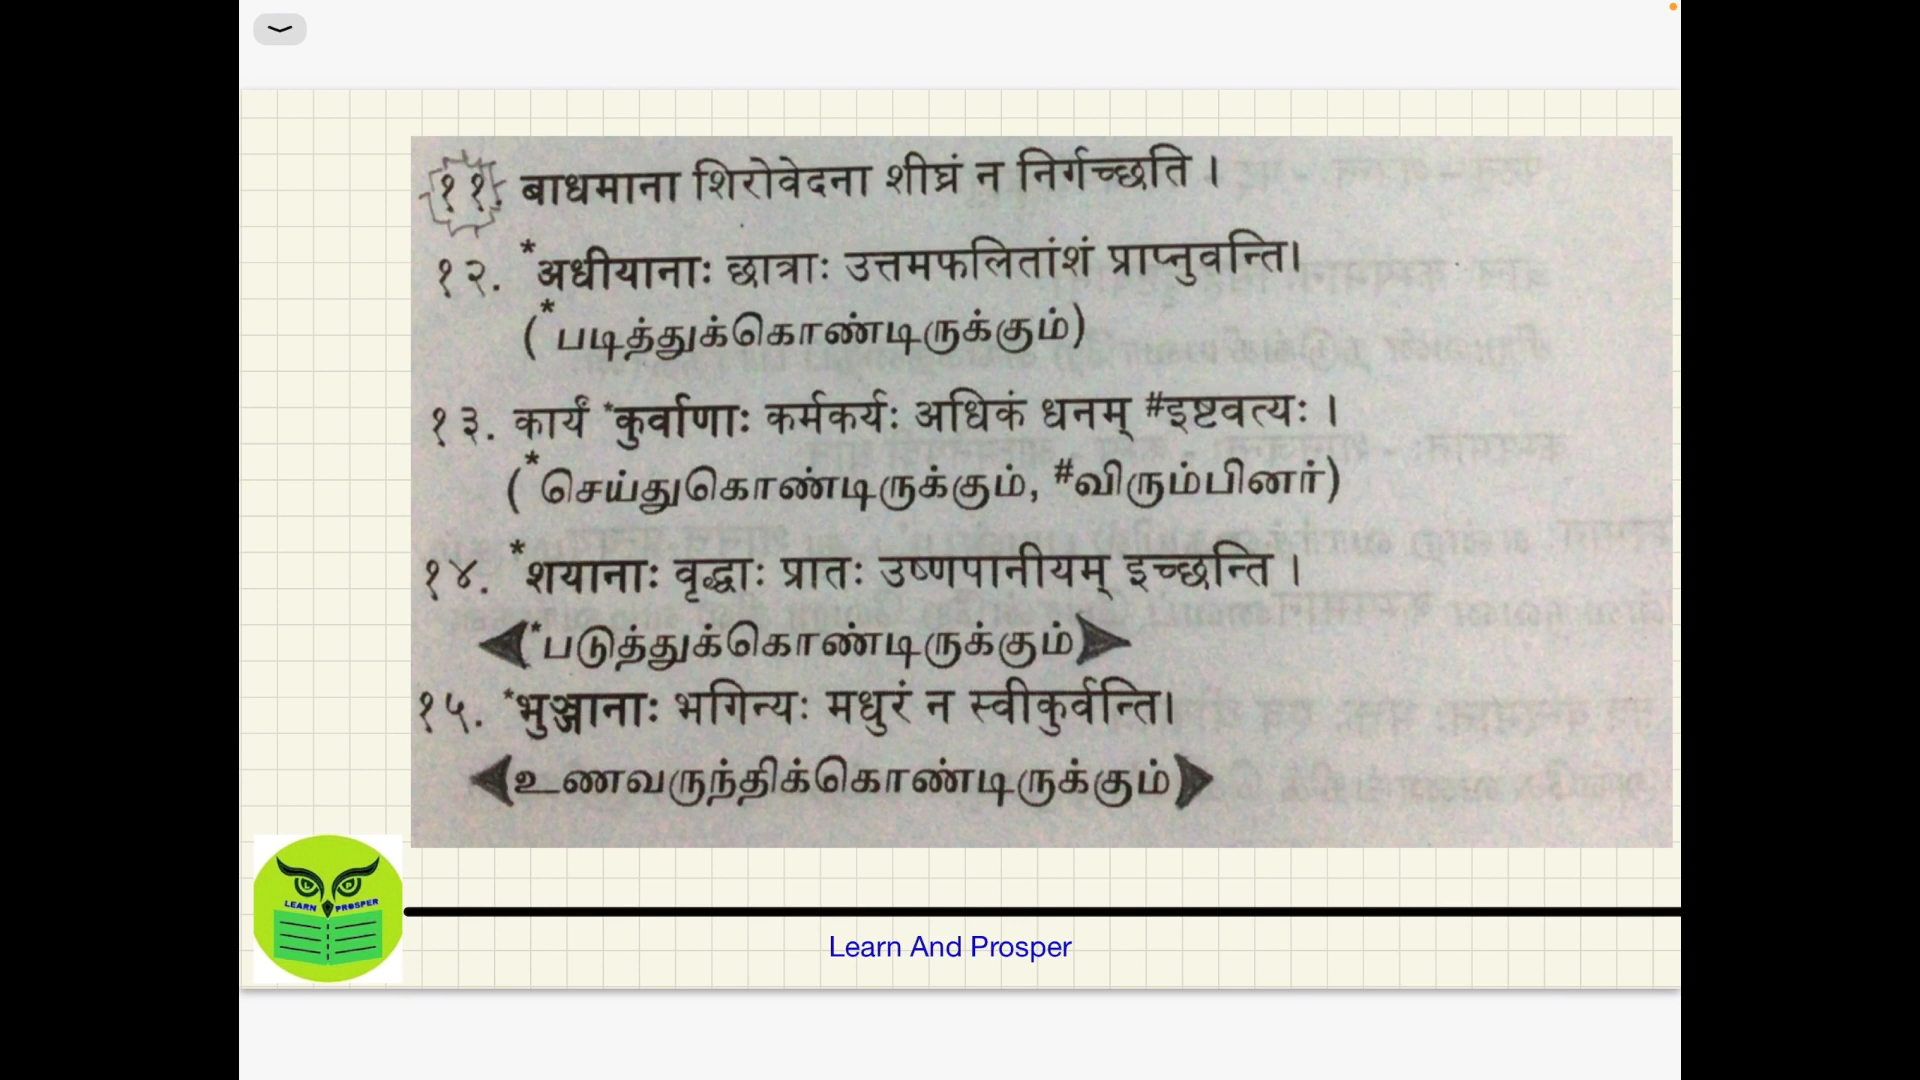 ११. बाधमाना शिरोवेदना शीघ्रं न निर्गच्छति ।
१२. *अधीयानाः छात्राः उत्तमफलितांशं प्राप्नुवन्ति।
(*படித்துக்கொண்டிருக்கும்)
१३. कार्यं *कुर्वाणाः कर्मकर्यः अधिकं धनम् #इष्टवत्यः ।
(*செய்துகொண்டிருக்கும், #விரும்பினர்)
१४. *शयानाः वृद्धाः प्रातः उष्णपानीयम् इच्छन्ति ।
(*படுத்துக்கொண்டிருக்கும்)
१५. *भुञ्जानाः भगिन्यः मधुरं न स्वीकुर्वन्ति।
(உணவருந்திக்கொண்டிருக்கும்)
LEARN PROSPER
Learn And Prosper